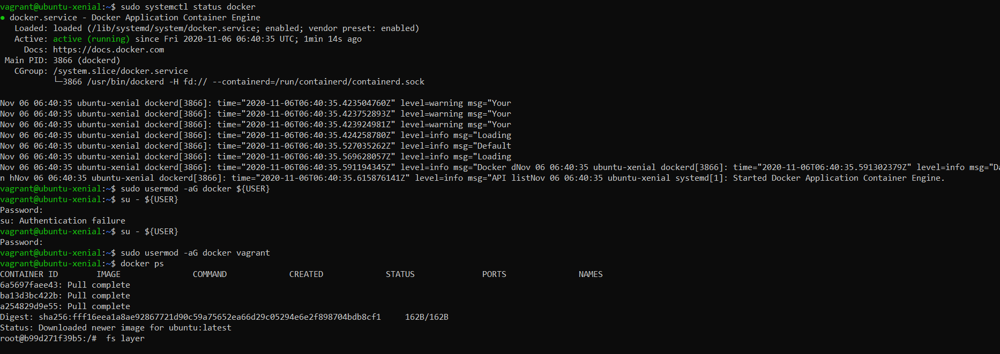 vagrant@ubuntu-xenial:~$ sudo systemctl status docker
● docker.service - Docker Application Container Engine
   Loaded: loaded (/lib/systemd/system/docker.service; enabled; vendor preset: enabled)
   Active: active (running) since Fri 2020-11-06 06:40:35 UTC; 1min 14s ago
     Docs: https://docs.docker.com
 Main PID: 3866 (dockerd)
   CGroup: /system.slice/docker.service
           └─3866 /usr/bin/dockerd -H fd:// --containerd=/run/containerd/containerd.sock

Nov 06 06:40:35 ubuntu-xenial dockerd[3866]: time="2020-11-06T06:40:35.423504760Z" level=warning msg="Your
Nov 06 06:40:35 ubuntu-xenial dockerd[3866]: time="2020-11-06T06:40:35.423752893Z" level=warning msg="Your
Nov 06 06:40:35 ubuntu-xenial dockerd[3866]: time="2020-11-06T06:40:35.423924981Z" level=warning msg="Your
Nov 06 06:40:35 ubuntu-xenial dockerd[3866]: time="2020-11-06T06:40:35.424258780Z" level=info msg="Loading
Nov 06 06:40:35 ubuntu-xenial dockerd[3866]: time="2020-11-06T06:40:35.527035262Z" level=info msg="Default
Nov 06 06:40:35 ubuntu-xenial dockerd[3866]: time="2020-11-06T06:40:35.569628057Z" level=info msg="Loading
Nov 06 06:40:35 ubuntu-xenial dockerd[3866]: time="2020-11-06T06:40:35.591194345Z" level=info msg="Docker dNov 06 06:40:35 ubuntu-xenial dockerd[3866]: time="2020-11-06T06:40:35.591302379Z" level=info msg="Da
n hNov 06 06:40:35 ubuntu-xenial dockerd[3866]: time="2020-11-06T06:40:35.615876141Z" level=info msg="API listNov 06 06:40:35 ubuntu-xenial systemd[1]: Started Docker Application Container Engine.
vagrant@ubuntu-xenial:~$ sudo usermod -aG docker ${USER}
vagrant@ubuntu-xenial:~$ su - ${USER}
Password:
su: Authentication failure
vagrant@ubuntu-xenial:~$ su - ${USER}
Password:
vagrant@ubuntu-xenial:~$ sudo usermod -aG docker vagrant
vagrant@ubuntu-xenial:~$ docker ps
CONTAINER ID        IMAGE               COMMAND             CREATED             STATUS              PORTS               NAMES
6a5697faee43: Pull complete
ba13d3bc422b: Pull complete
a254829d9e55: Pull complete
Digest: sha256:fff16eea1a8ae92867721d90c59a75652ea66d29c05294e6e2f898704bdb8cf1     162B/162B
Status: Downloaded newer image for ubuntu:latest
root@b99d271f39b5:/#  fs layer